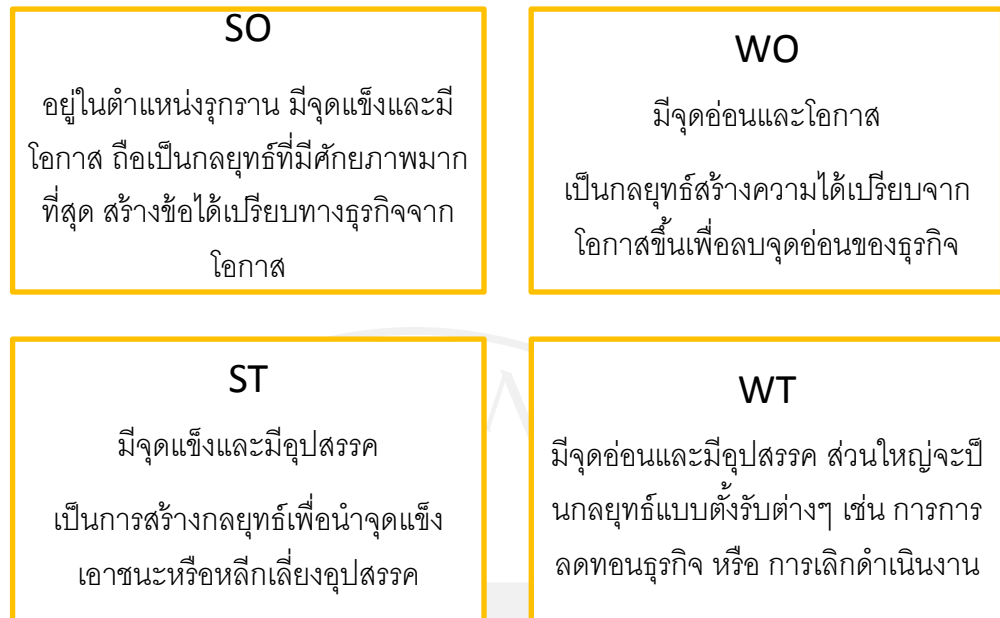 SO
อยู่ในตำแหน่งรุกราน มีจุดแข็งและมี
โอกาส ถือเป็นกลยุทธ์ที่มีศักยภาพมาก
ที่สุด สร้างข้อได้เปรียบทางธุรกิจจาก
โอกาส
WO
มีจุดอ่อนและโอกาส
เป็นกลยุทธ์สร้างความได้เปรียบจาก
โอกาสขึ้นเพื่อลบจุดอ่อนของธุรกิจ
ST
มีจุดแข็งและมีอุปสรรค
เป็นการสร้างกลยุทธ์เพื่อนำจุดแข็ง
เอาชนะหรือหลีกเลี่ยงอุปสรรค
WT
มีจุดอ่อนและมีอุปสรรค ส่วนใหญ่จะป็
นกลยุทธ์แบบตั้งรับต่างๆ เช่น การการ
ลดทอนธุรกิจ หรือ การเลิกดำเนินงาน